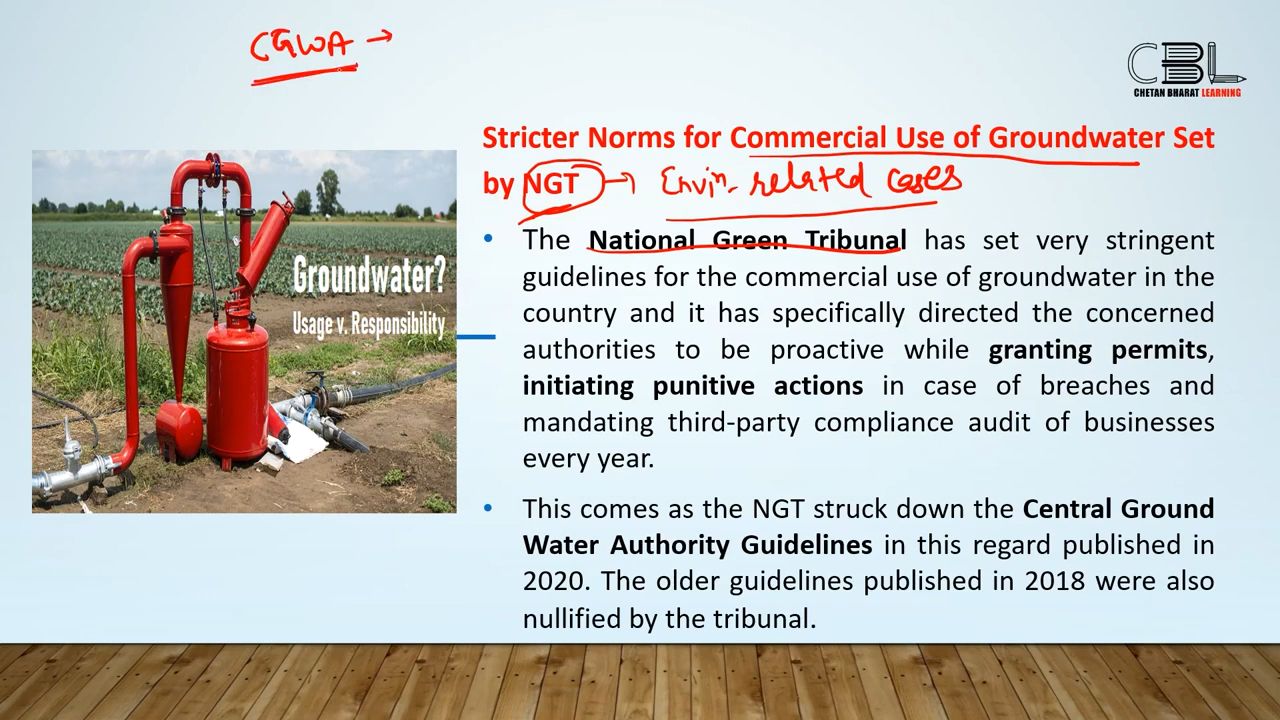 CGWA →
CBL
CHETAN BHARAT LEARNING
Stricter Norms for Commercial Use of Groundwater Set
by NGT → Envin. related cases
Groundwater?
Usage v. Responsibility
• The National Green Tribunal has set very stringent
guidelines for the commercial use of groundwater in the
country and it has specifically directed the concerned
authorities to be proactive while granting permits,
initiating punitive actions in case of breaches and
mandating third-party compliance audit of businesses
every year.
• This comes as the NGT struck down the Central Ground
Water Authority Guidelines in this regard published in
2020. The older guidelines published in 2018 were also
nullified by the tribunal.